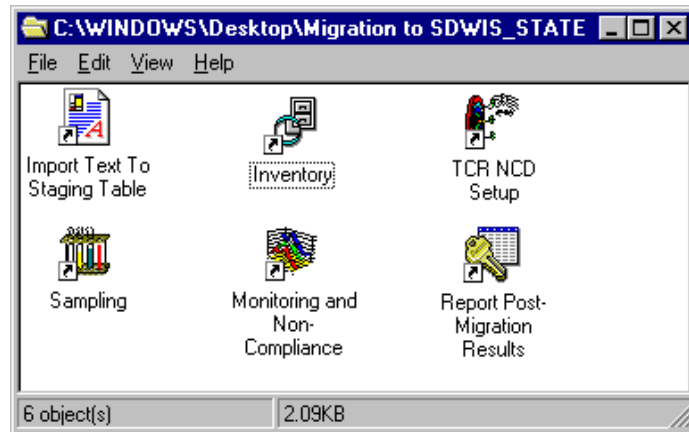 C:\WINDOWS\Desktop\Migration to SDWIS_STATE
File Edit View Help
Import Text To
Staging Table
Inventory
TCR NCD
Setup
Sampling
Monitoring and
Non-
Compliance
Report Post-
Migration
Results
6 object(s)
2.09KB